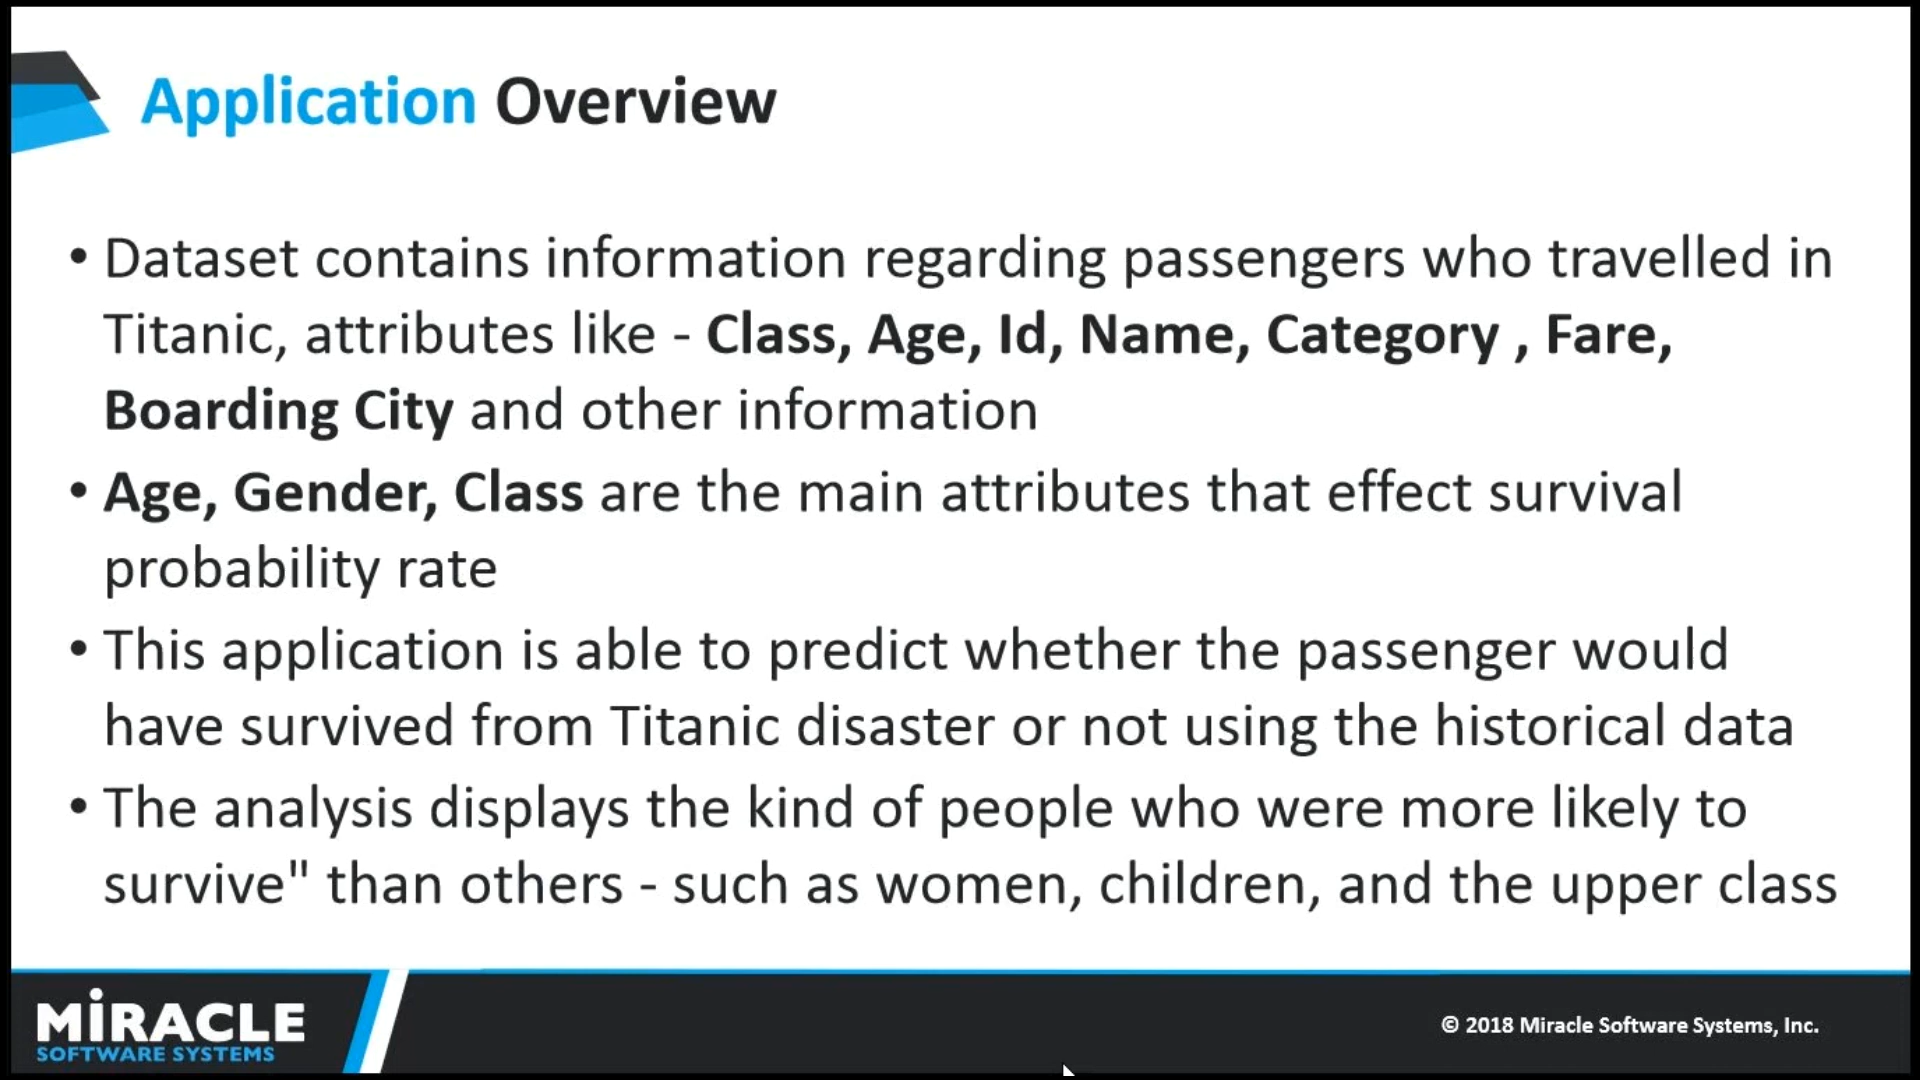 Application Overview
• Dataset contains information regarding passengers who travelled in
Titanic, attributes like - Class, Age, Id, Name, Category , Fare,
Boarding City and other information
• Age, Gender, Class are the main attributes that effect survival
probability rate
• This application is able to predict whether the passenger would
have survived from Titanic disaster or not using the historical data
• The analysis displays the kind of people who were more likely to
survive" than others - such as women, children, and the upper class
MiRACLE
SOFTWARE SYSTEMS
© 2018 Miracle Software Systems, Inc.